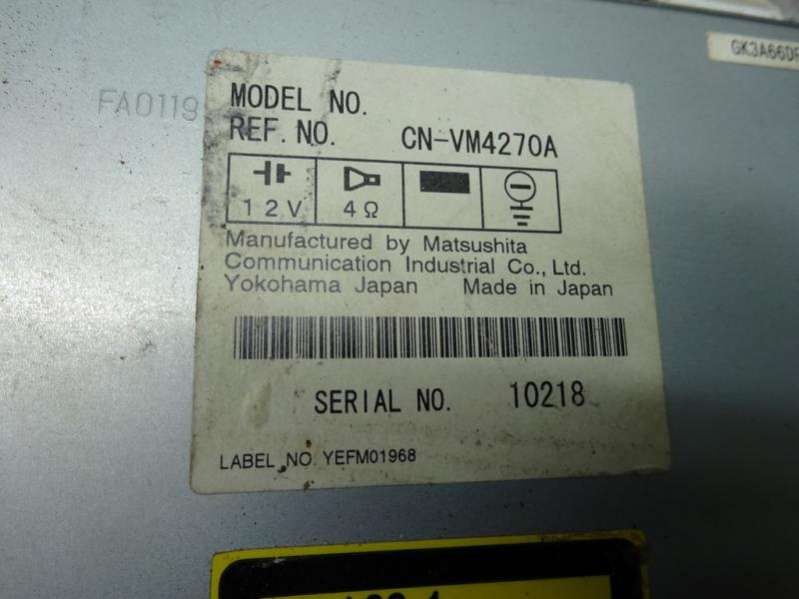 GK3A66D
FA0119
MODEL NO.
REF. NO. CN-VM4270A
12V 4Ω
Manufactured by Matsushita
Communication Industrial Co., Ltd.
Yokohama Japan Made in Japan
SERIAL NO. 10218
LABEL NO. YEFM01968